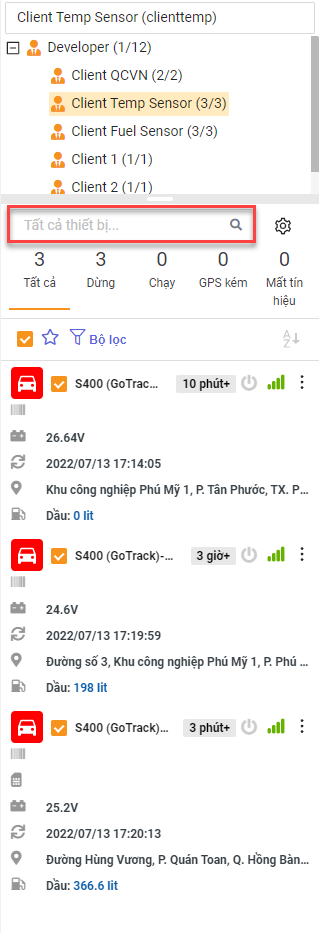 Client Temp Sensor (clienttemp)
Developer (1/12)
Client QCVN (2/2)
Client Temp Sensor (3/3)
Client Fuel Sensor (3/3)
Client 1 (1/1)
Client 2 (1/1)
Tất cả thiết bị...
3 3 0 0 0
Tất cả Dừng Chạy GPS kém Mất tín hiệu
Bộ lọc
S400 (GoTrac... 10 phút+
26.64V
2022/07/13 17:14:05
Khu công nghiệp Phú Mỹ 1, P. Tân Phước, TX. P...
Dầu: 0 lit
S400 (GoTrack)-... 3 giờ+
24.6V
2022/07/13 17:19:59
Đường số 3, Khu công nghiệp Phú Mỹ 1, P. Phú ...
Dầu: 198 lit
S400 (GoTrack)... 3 phút+
25.2V
2022/07/13 17:20:13
Đường Hùng Vương, P. Quán Toan, Q. Hồng Bàn...
Dầu: 366.6 lit